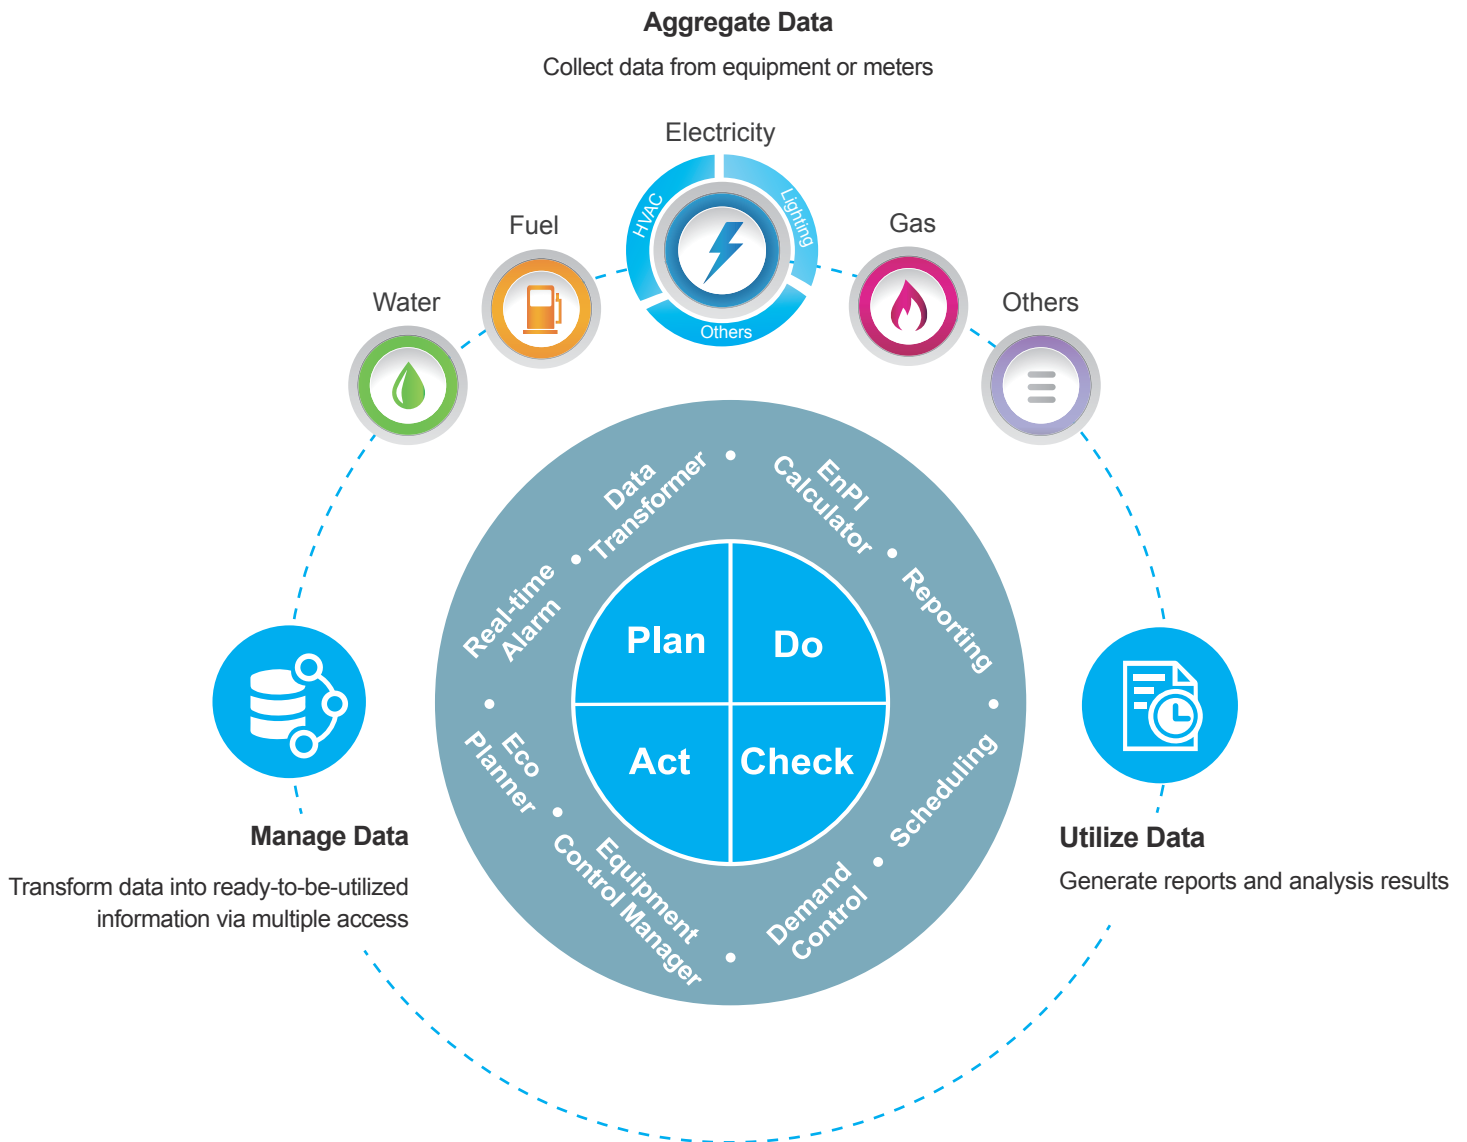 Aggregate Data
Collect data from equipment or meters
Electricity
HVAC
Lighting
Others
Fuel
Gas
Water
Others
Data
Transformer
EnPI
Calculator
Real-time
Alarm
Reporting
Plan
Do
Act
Check
Eco
Planner
Scheduling
Equipment
Control Manager
Demand
Control
Manage Data
Transform data into ready-to-be-utilized
information via multiple access
Utilize Data
Generate reports and analysis results